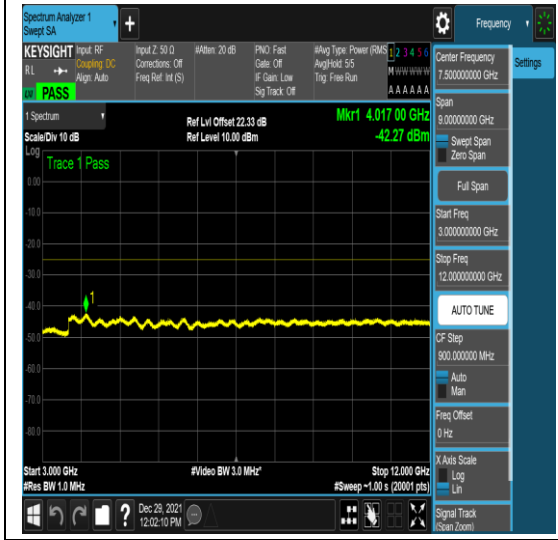 Spectrum Analyzer 1
Swept SA
Frequency
KEYSIGHT
RL
Input: RF
Coupling: DC
Align: Auto
PASS
Input Z: 50 Ω
Corrections: Off
Freq Ref: Int (S)
#Atten: 20 dB
PNO: Fast
Gate: Off
IF Gain: Low
Sig Track: Off
#Avg Type: Power (RMS
Avg|Hold: 5/5
Trig: Free Run
1 2 3 4 5 6
M W W W W W
A A A A A A
1 Spectrum
Scale/Div 10 dB
Log
Ref Lvl Offset 22.33 dB
Ref Level 10.00 dBm
Mkr1 4.017 00 GHz
-42.27 dBm
Trace 1 Pass
0.00
-10.0
-20.0
-30.0
-40.0
-50.0
-60.0
-70.0
-80.0
1
Start 3.000 GHz
#Res BW 1.0 MHz
#Video BW 3.0 MHz*
Stop 12.000 GHz
#Sweep ~1.00 s (20001 pts)
Dec 29, 2021
12:02:10 PM
Center Frequency
7.500000000 GHz
Settings
Span
9.00000000 GHz
Swept Span
Zero Span
Full Span
Start Freq
3.000000000 GHz
Stop Freq
12.000000000 GHz
AUTO TUNE
CF Step
900.000000 MHz
Auto
Man
Freq Offset
0 Hz
X Axis Scale
Log
Lin
Signal Track
(Span Zoom)